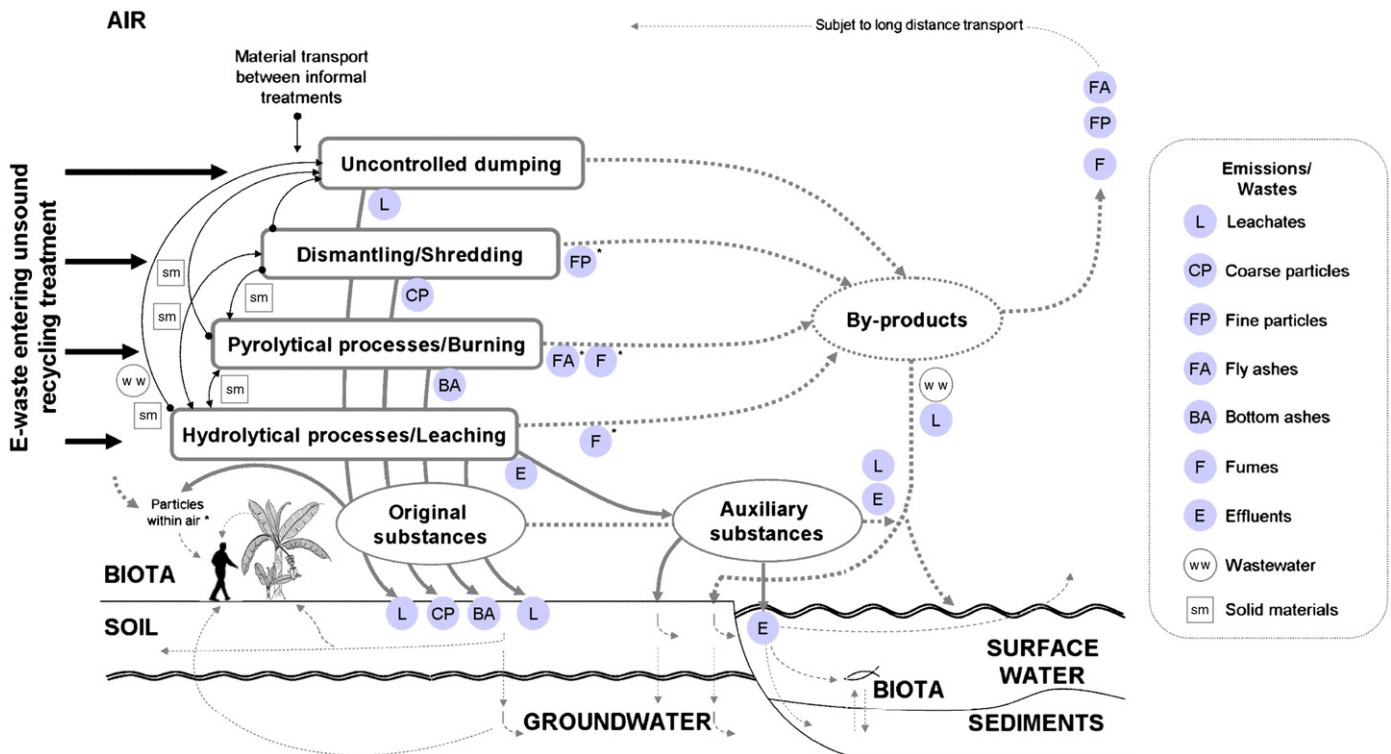 AIR
Subjet to long distance transport
Material transport
between informal
treatments
E-waste entering unsound
recycling treatment
FA
FP
F
Uncontrolled dumping
L
Dismantling/Shredding
FP*
CP
sm
sm
sm
Pyrolytical processes/Burning
FA*
F*
BA
By-products
ww
sm
sm
ww
L
Hydrolytical processes/Leaching
F*
E
L
E
Particles
within air *
Original
substances
Auxiliary
substances
BIOTA
L
CP
BA
L
SOIL
E
SURFACE
WATER
BIOTA
GROUNDWATER
SEDIMENTS
Emissions/
Wastes
L Leachates
CP Coarse particles
FP Fine particles
FA Fly ashes
BA Bottom ashes
F Fumes
E Effluents
ww Wastewater
sm Solid materials